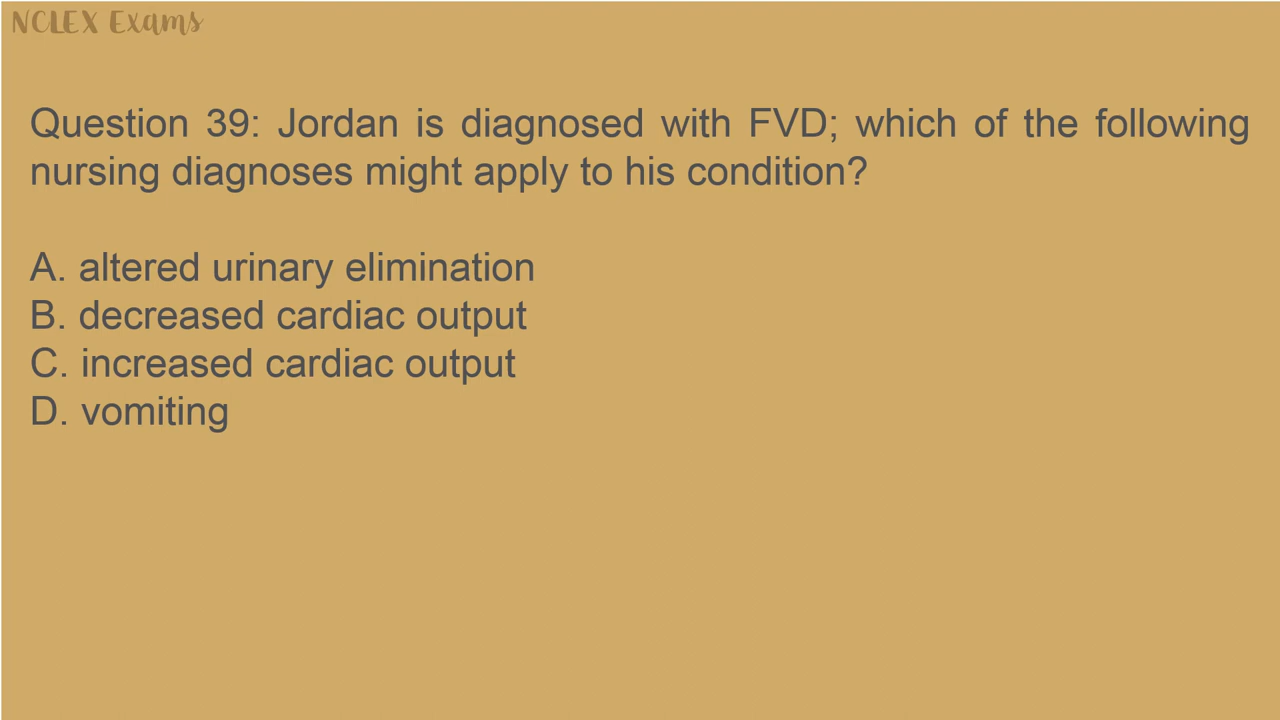 NCLEX Exams
Question 39: Jordan is diagnosed with FVD; which of the following
nursing diagnoses might apply to his condition?
A. altered urinary elimination
B. decreased cardiac output
C. increased cardiac output
D. vomiting